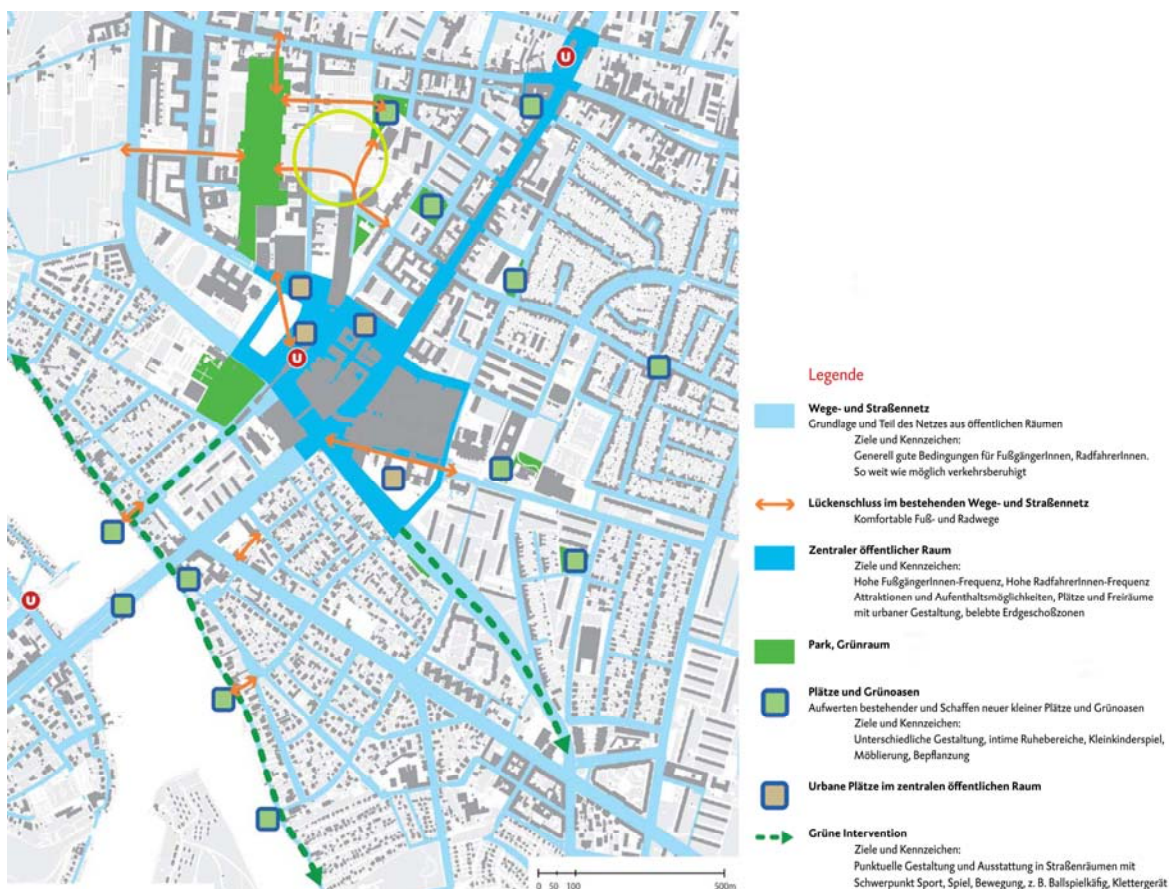 U
U
U
0 50 100 500m
Legende
Wege- und Straßennetz
Grundlage und Teil des Netzes aus öffentlichen Räumen
Ziele und Kennzeichen:
Generell gute Bedingungen für FußgängerInnen, RadfahrerInnen.
So weit wie möglich verkehrsberuhigt
Lückenschluss im bestehenden Wege- und Straßennetz
Komfortable Fuß- und Radwege
Zentraler öffentlicher Raum
Ziele und Kennzeichen:
Hohe FußgängerInnen-Frequenz, Hohe RadfahrerInnen-Frequenz
Attraktionen und Aufenthaltsmöglichkeiten, Plätze und Freiräume
mit urbaner Gestaltung, belebte Erdgeschoßzonen
Park, Grünraum
Plätze und Grünoasen
Aufwerten bestehender und Schaffen neuer kleiner Plätze und Grünoasen
Ziele und Kennzeichen:
Unterschiedliche Gestaltung, intime Ruhebereiche, Kleinkinderspiel,
Möblierung, Bepflanzung
Urbane Plätze im zentralen öffentlichen Raum
Grüne Intervention
Ziele und Kennzeichen:
Punktuelle Gestaltung und Ausstattung in Straßenräumen mit
Schwerpunkt Sport, Spiel, Bewegung, z. B. Ballspielkäfig, Klettergerät